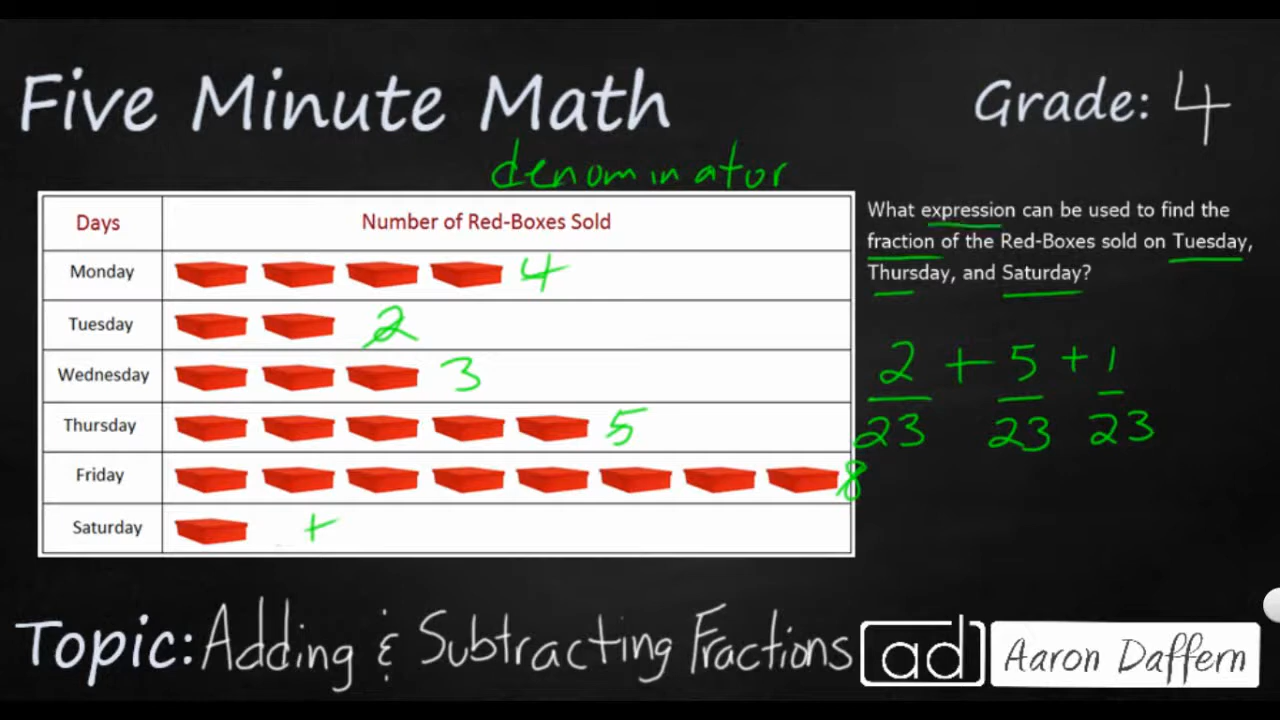 Five Minute Math
Grade: 4
denominator
Days Number of Red-Boxes Sold
Monday 4
Tuesday 2
Wednesday 3
Thursday 5
Friday 8
Saturday +
What expression can be used to find the
fraction of the Red-Boxes sold on Tuesday,
Thursday, and Saturday?
2 + 5 + 1
23 23 23
Topic: Adding & Subtracting Fractions
ad Aaron Daffern